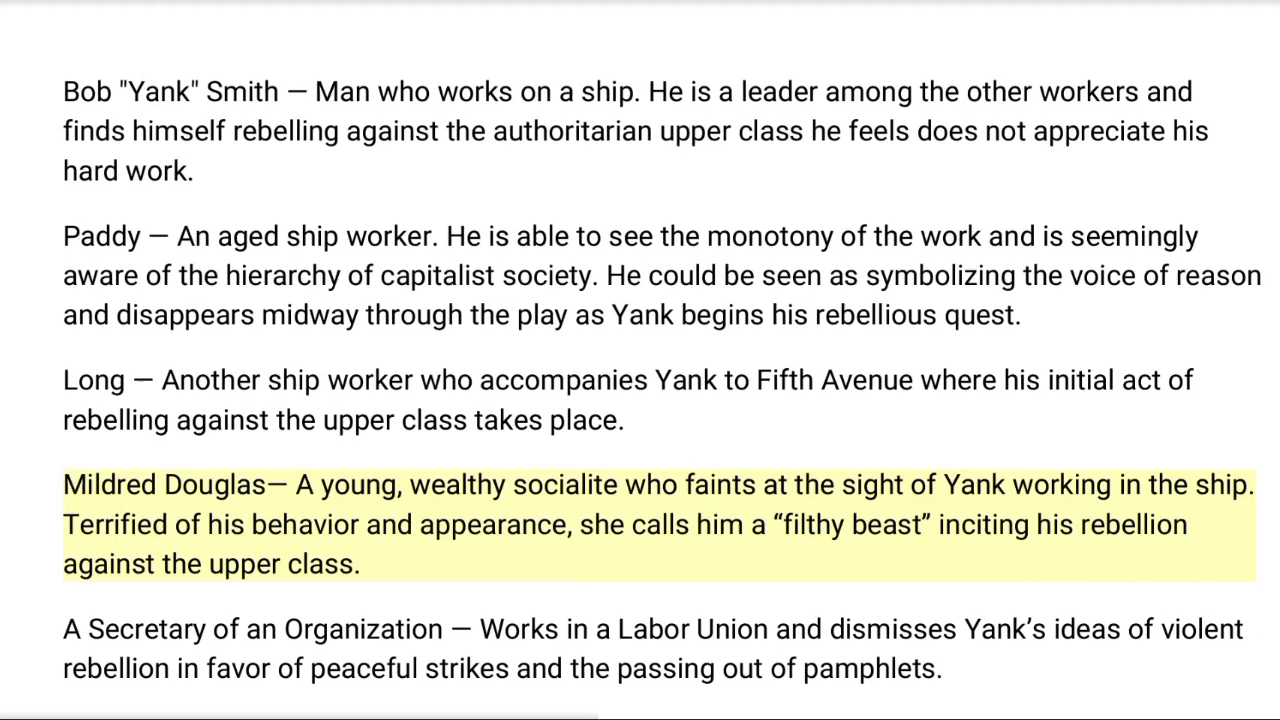 Bob "Yank" Smith — Man who works on a ship. He is a leader among the other workers and
finds himself rebelling against the authoritarian upper class he feels does not appreciate his
hard work.
Paddy — An aged ship worker. He is able to see the monotony of the work and is seemingly
aware of the hierarchy of capitalist society. He could be seen as symbolizing the voice of reason
and disappears midway through the play as Yank begins his rebellious quest.
Long — Another ship worker who accompanies Yank to Fifth Avenue where his initial act of
rebelling against the upper class takes place.
Mildred Douglas— A young, wealthy socialite who faints at the sight of Yank working in the ship.
Terrified of his behavior and appearance, she calls him a “filthy beast” inciting his rebellion
against the upper class.
A Secretary of an Organization — Works in a Labor Union and dismisses Yank’s ideas of violent
rebellion in favor of peaceful strikes and the passing out of pamphlets.